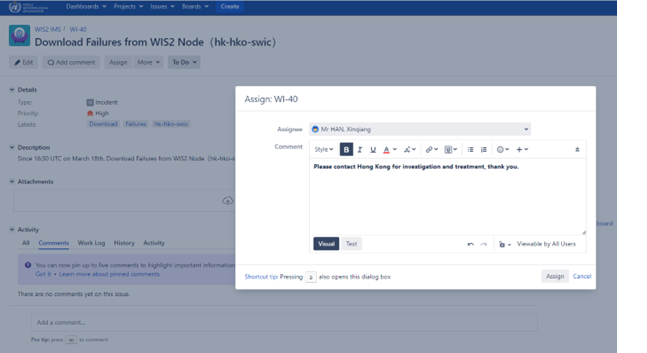 WORLD METEOROLOGICAL ORGANIZATION
Dashboards Projects Issues Boards Create
WIS2 IMS / WI-40
Download Failures from WIS2 Node (hk-hko-swic)
Edit Add comment Assign More To Do
Details
Type: Incident
Priority: High
Labels: Download Failures hk-hko-swic
Description
Since 16:30 UTC on March 18th, Download Failures from WIS2 Node (hk-hko-s
Attachments
Activity
All Comments Work Log History Activity
You can now pin up to five comments to highlight important information
Got it • Learn more about pinned comments
There are no comments yet on this issue.
Add a comment...
Pro tip: press m to comment
Assign: WI-40
Assignee Mr HAN, Xinqiang
Comment Style B I U A
Please contact Hong Kong for investigation and treatment, thank you.
Visual Text Viewable by All Users
Shortcut tip: Pressing a also opens this dialog box
Assign Cancel
board